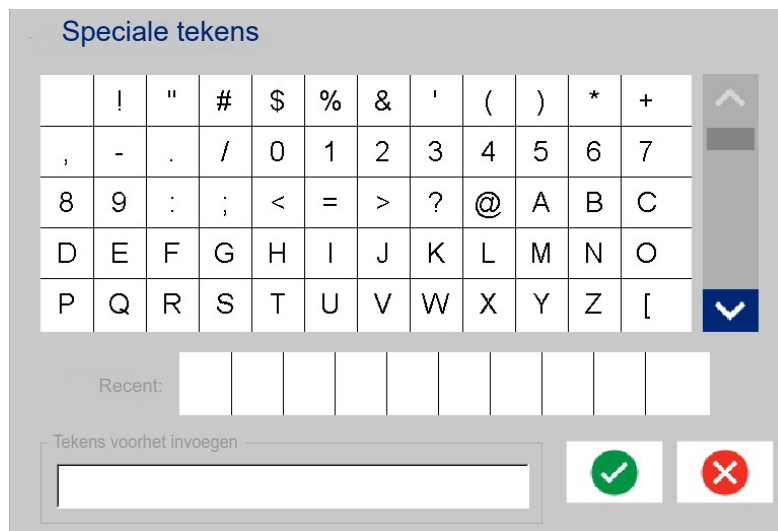 Speciale tekens
! " # $ % & ' ( ) * +
, - . / 0 1 2 3 4 5 6 7
8 9 : ; < = > ? @ A B C
D E F G H I J K L M N O
P Q R S T U V W X Y Z [
Recent:
Tekens voorhet invoegen